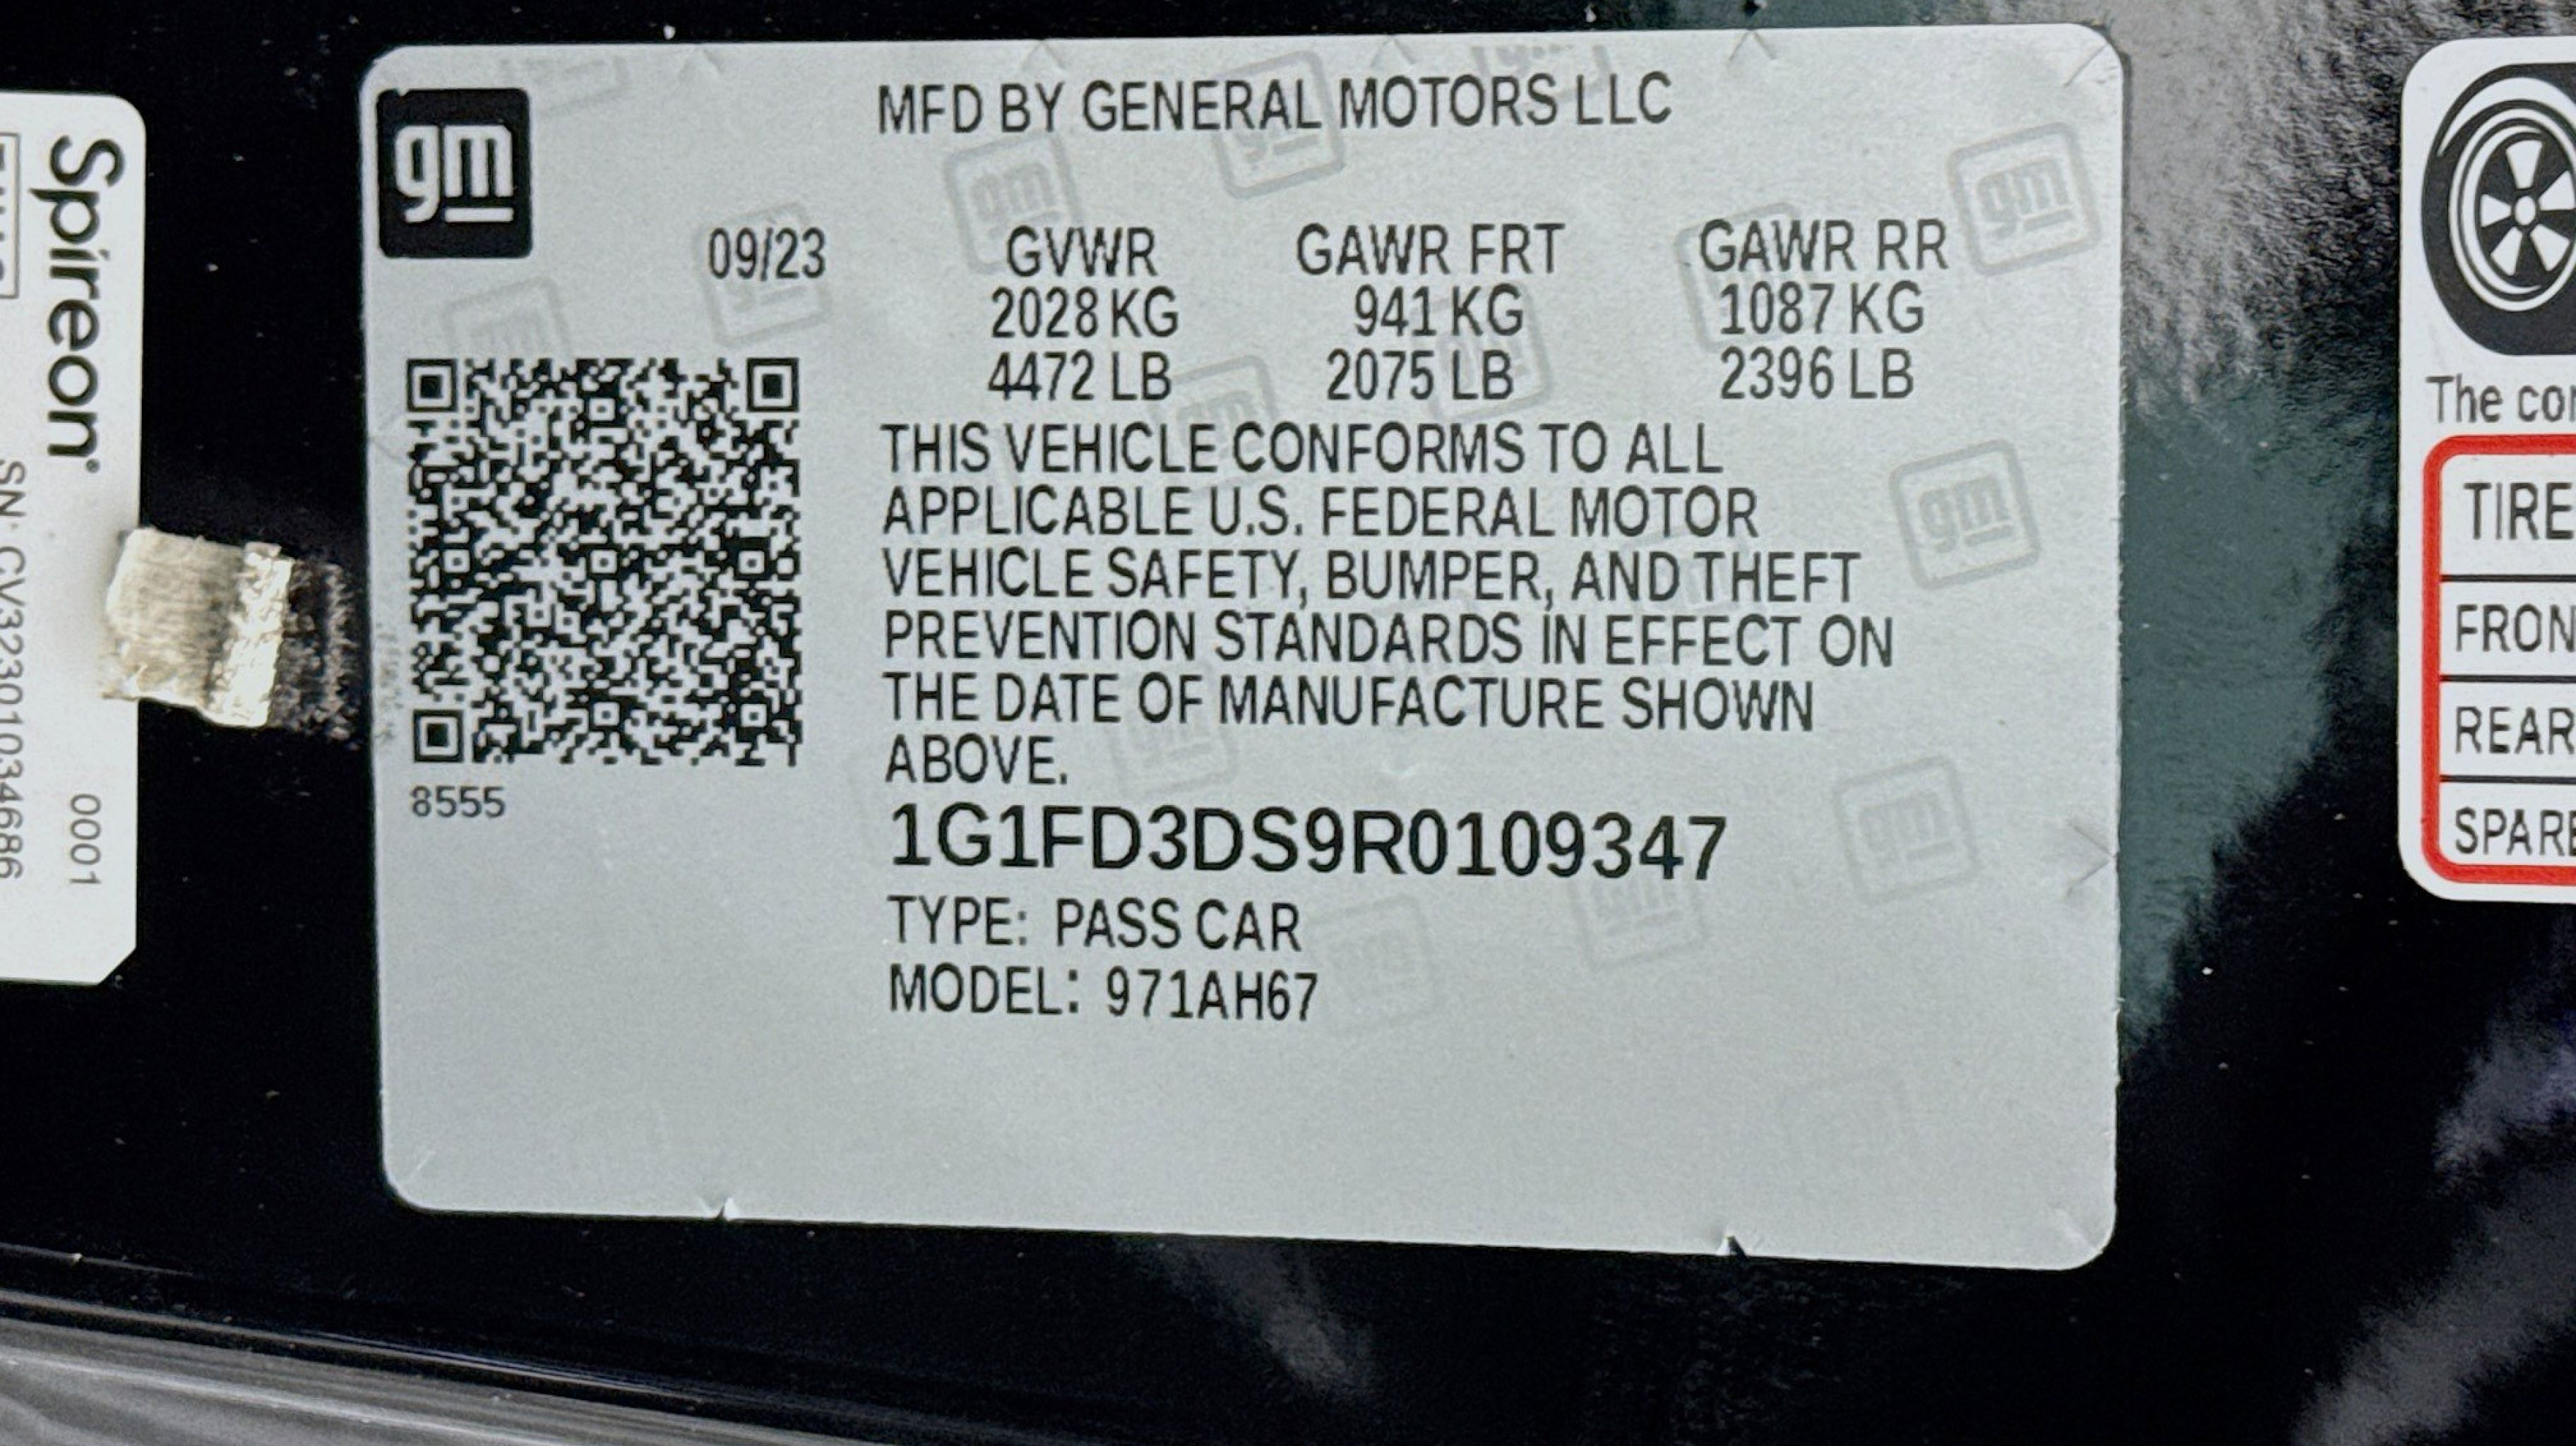 Spireon
SN: CV322301034686
0001
gm
MFD BY GENERAL MOTORS LLC
09/23 GVWR GAWR FRT GAWR RR
2028 KG 941 KG 1087 KG
4472 LB 2075 LB 2396 LB
THIS VEHICLE CONFORMS TO ALL
APPLICABLE U.S. FEDERAL MOTOR
VEHICLE SAFETY, BUMPER, AND THEFT
PREVENTION STANDARDS IN EFFECT ON
THE DATE OF MANUFACTURE SHOWN
ABOVE.
8555
1G1FD3DS9R0109347
TYPE: PASS CAR
MODEL: 971AH67
The
TIRE
REAR